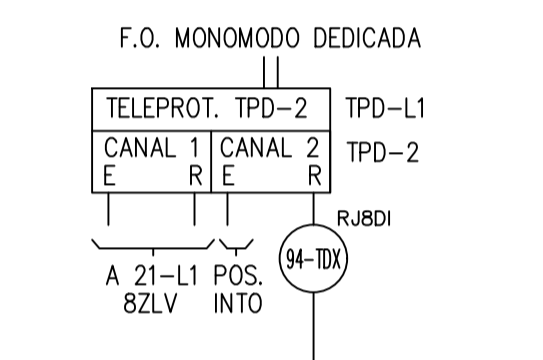 F.O. MONOMODO DEDICADA
TELEPROT. TPD-2 TPD-L1
CANAL 1 CANAL 2 TPD-2
E R E R
RJ8DI
94-TDX
A 21-L1 POS.
8ZLV INTO